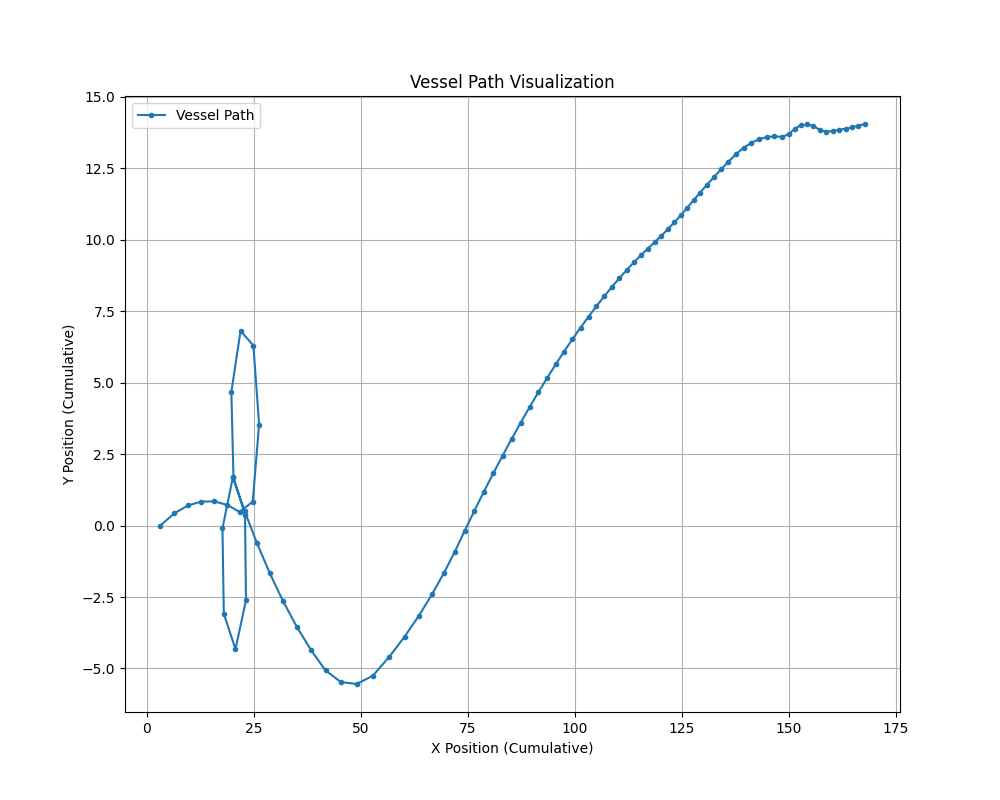 Vessel Path Visualization
Vessel Path
15.0
12.5
10.0
7.5
5.0
2.5
0.0
−2.5
−5.0
Y Position (Cumulative)
0 25 50 75 100 125 150 175
X Position (Cumulative)